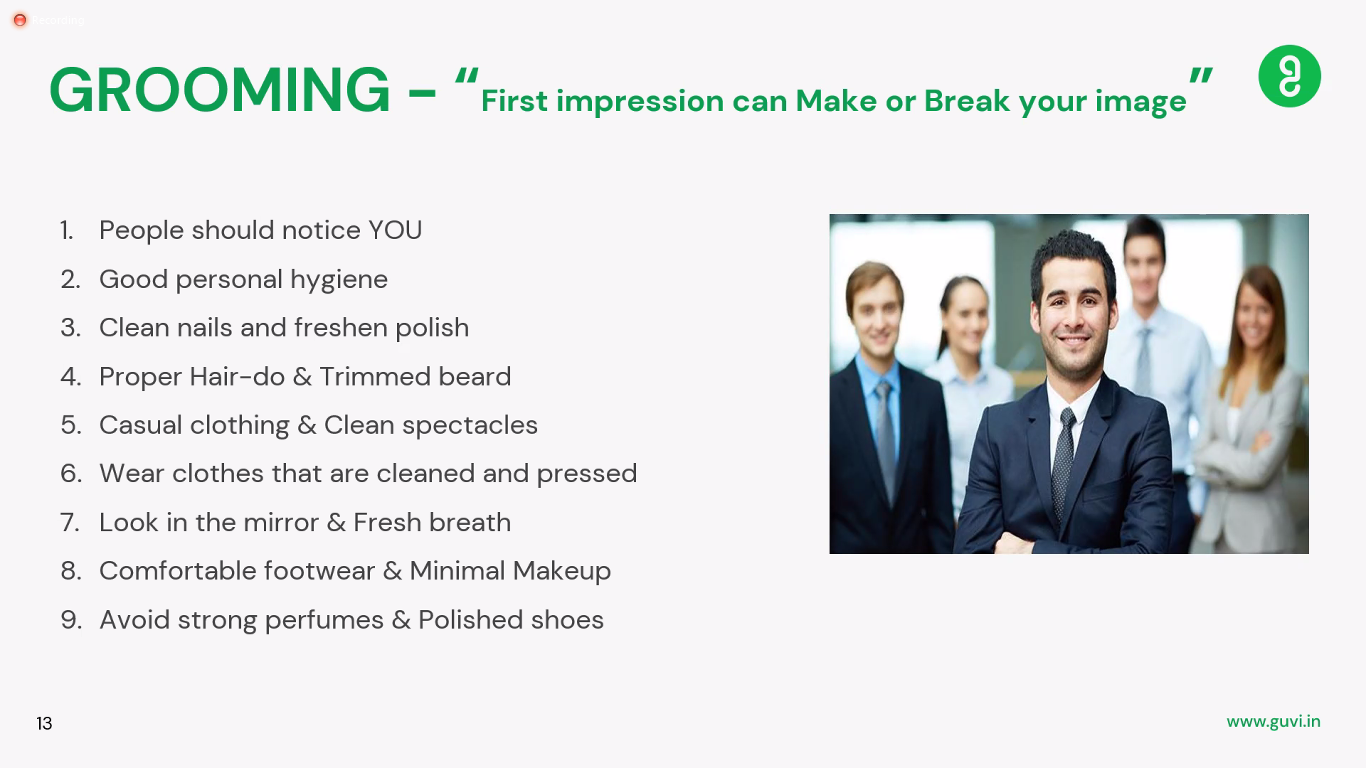 Recording
GROOMING - “First impression can Make or Break your image”
1. People should notice YOU
2. Good personal hygiene
3. Clean nails and freshen polish
4. Proper Hair-do & Trimmed beard
5. Casual clothing & Clean spectacles
6. Wear clothes that are cleaned and pressed
7. Look in the mirror & Fresh breath
8. Comfortable footwear & Minimal Makeup
9. Avoid strong perfumes & Polished shoes
13
www.guvi.in